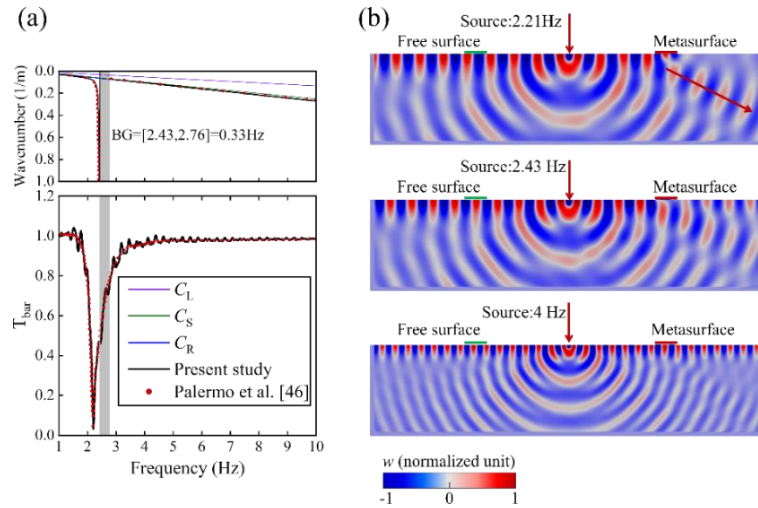 (a)
Wavenumber (1/m)
0.0
0.2
0.4
0.6
0.8
1.0
BG=[2.43,2.76]=0.33Hz
T_bar
1.2
1.0
0.8
0.6
0.4
0.2
0.0
C_L
C_S
C_R
Present study
Palermo et al. [46]
1 2 3 4 5 6 7 8 9 10
Frequency (Hz)
(b)
Source:2.21Hz
Free surface Metasurface
Source:2.43 Hz
Free surface Metasurface
Source:4 Hz
Free surface Metasurface
w (normalized unit)
-1 0 1